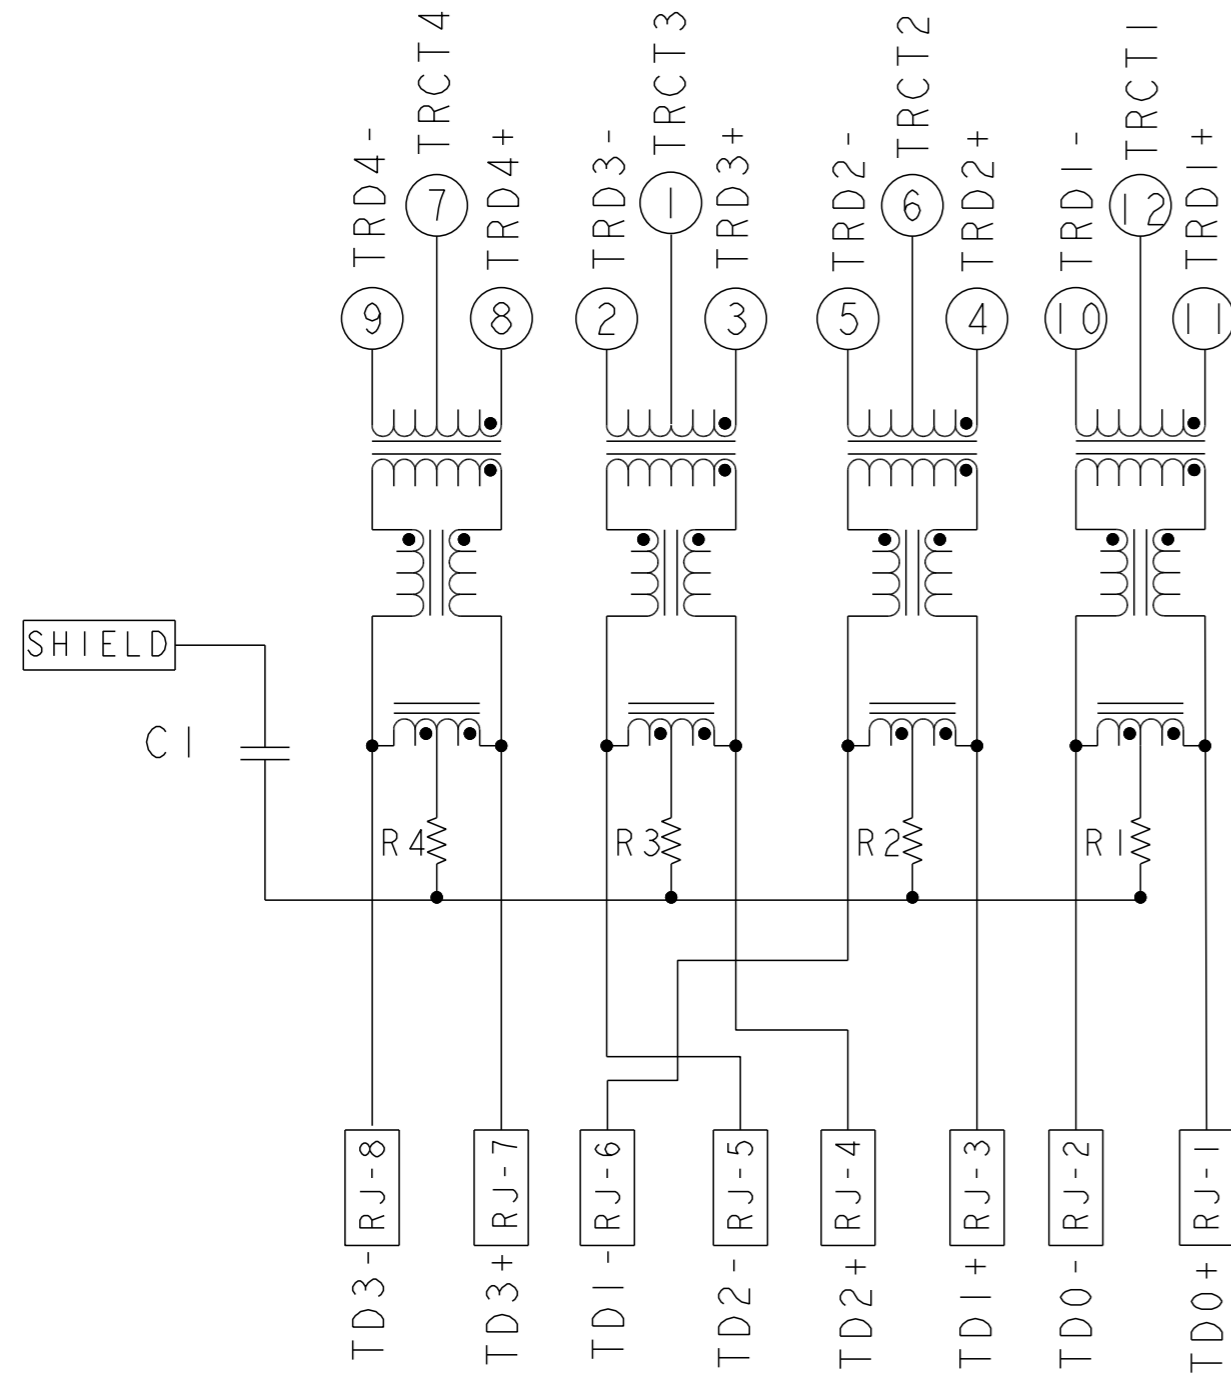 TRCT4
TRCT3
TRCT2
TRCT1
TRD4-
TRD4+
TRD3-
TRD3+
TRD2-
TRD2+
TRD1-
TRD1+
7
1
6
12
9
8
2
3
5
4
10
11
SHIELD
C1
R4
R3
R2
R1
RJ-8
RJ-7
RJ-6
RJ-5
RJ-4
RJ-3
RJ-2
RJ-1
TD3-
TD3+
TD1-
TD2-
TD2+
TD1+
TD0-
TD0+